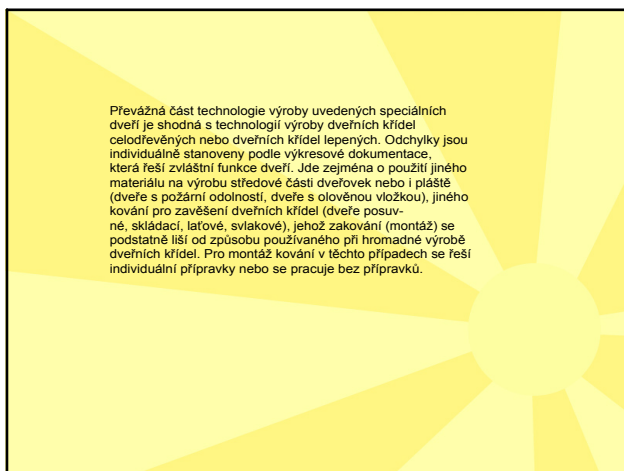 Převážná část technologie výroby uvedených speciálních
dveří je shodná s technologií výroby dveřních křídel
celodřevěných nebo dveřních křídel lepených. Odchylky jsou
individuálně stanoveny podle výkresové dokumentace,
která řeší zvláštní funkce dveří. Jde zejména o použití jiného
materiálu na výrobu středové části dveřovek nebo i pláště
(dveře s požární odolností, dveře s olověnou vložkou), jiného
kování pro zavěšení dveřních křídel (dveře posuv-
né, skládací, laťové, svlakové), jehož zakování (montáž) se
podstatně liší od způsobu používaného při hromadné výrobě
dveřních křídel. Pro montáž kování v těchto případech se řeší
individuální přípravky nebo se pracuje bez přípravků.